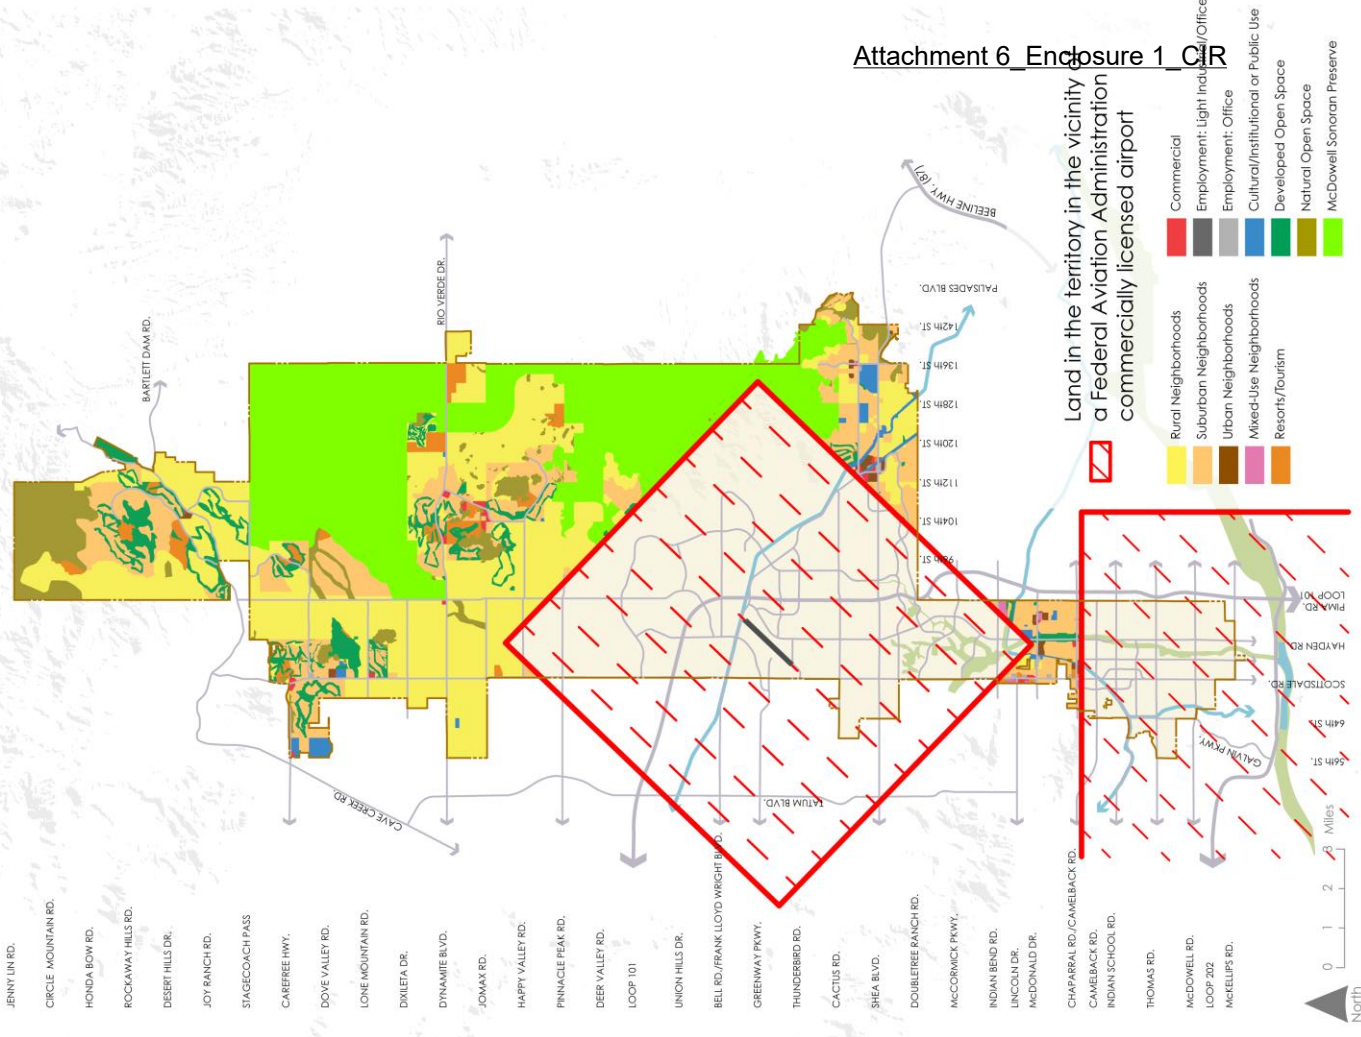 Attachment 6_Enclosure 1_CIR
Land in the territory in the vicinity of
a Federal Aviation Administration
commercially licensed airport
Rural Neighborhoods
Suburban Neighborhoods
Urban Neighborhoods
Mixed-Use Neighborhoods
Resorts/Tourism
Commercial
Employment: Light Industrial/Office
Employment: Office
Cultural/Institutional or Public Use
Developed Open Space
Natural Open Space
McDowell Sonoran Preserve
BARTLETT DAM RD.
RIO VERDE DR.
BEELINE HWY. (87)
PALISADES BLVD.
142th ST.
136th ST.
128th ST.
120th ST.
112th ST.
104th ST.
96th ST.
LOOP 101
PIMA RD.
HAYDEN RD.
SCOTTSDALE RD.
64th ST.
56th ST.
GALVIN PKWY.
TATUM BLVD.
CAVE CREEK RD.
JENNY LIN RD.
CIRCLE MOUNTAIN RD.
HONDA BOW RD.
ROCKAWAY HILLS RD.
DESERT HILLS DR.
JOY RANCH RD.
STAGECOACH PASS
CAREFREE HWY.
DOVE VALLEY RD.
LONE MOUNTAIN RD.
DIXILETA DR.
DYNAMITE BLVD.
JOMAX RD.
HAPPY VALLEY RD.
PINNACLE PEAK RD.
DEER VALLEY RD.
LOOP 101
UNION HILLS DR.
BELL RD./FRANK LLOYD WRIGHT BLVD.
GREENWAY PKWY.
THUNDERBIRD RD.
CACTUS RD.
SHEA BLVD.
DOUBLETREE RANCH RD.
McCORMICK PKWY.
INDIAN BEND RD.
LINCOLN DR.
McDONALD DR.
CHAPARRAL RD./CAMELBACK RD.
CAMELBACK RD.
INDIAN SCHOOL RD.
THOMAS RD.
McDOWELL RD.
LOOP 202
McKELLIPS RD.
0 1 2 3 Miles
North